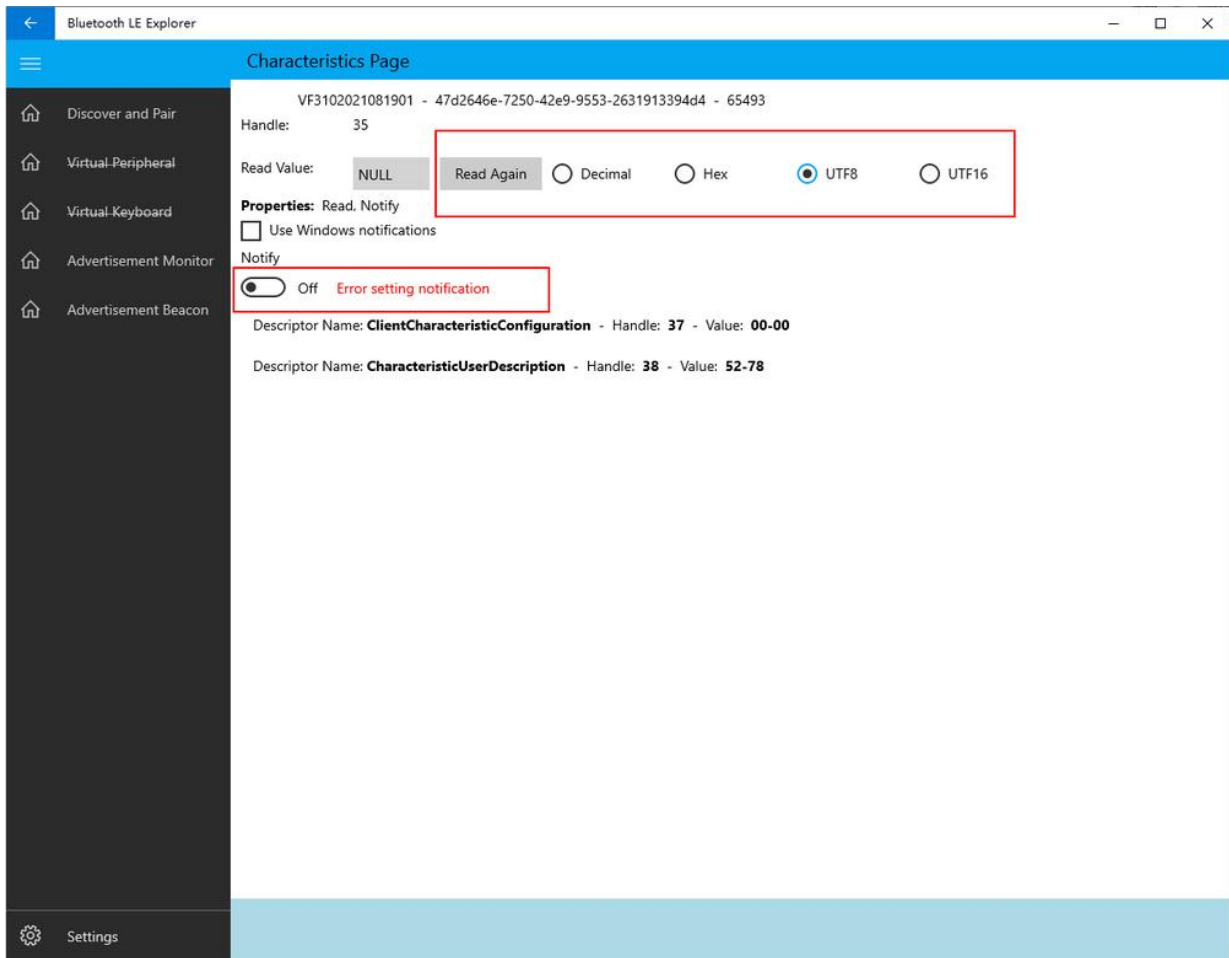 Bluetooth LE Explorer
Characteristics Page
Discover and Pair
Virtual Peripheral
Virtual Keyboard
Advertisement Monitor
Advertisement Beacon
Settings
VF3102021081901 - 47d2646e-7250-42e9-9553-2631913394d4 - 65493
Handle: 35
Read Value: NULL Read Again Decimal Hex UTF8 UTF16
Properties: Read, Notify
Use Windows notifications
Notify
Off Error setting notification
Descriptor Name: ClientCharacteristicConfiguration - Handle: 37 - Value: 00-00
Descriptor Name: CharacteristicUserDescription - Handle: 38 - Value: 52-78